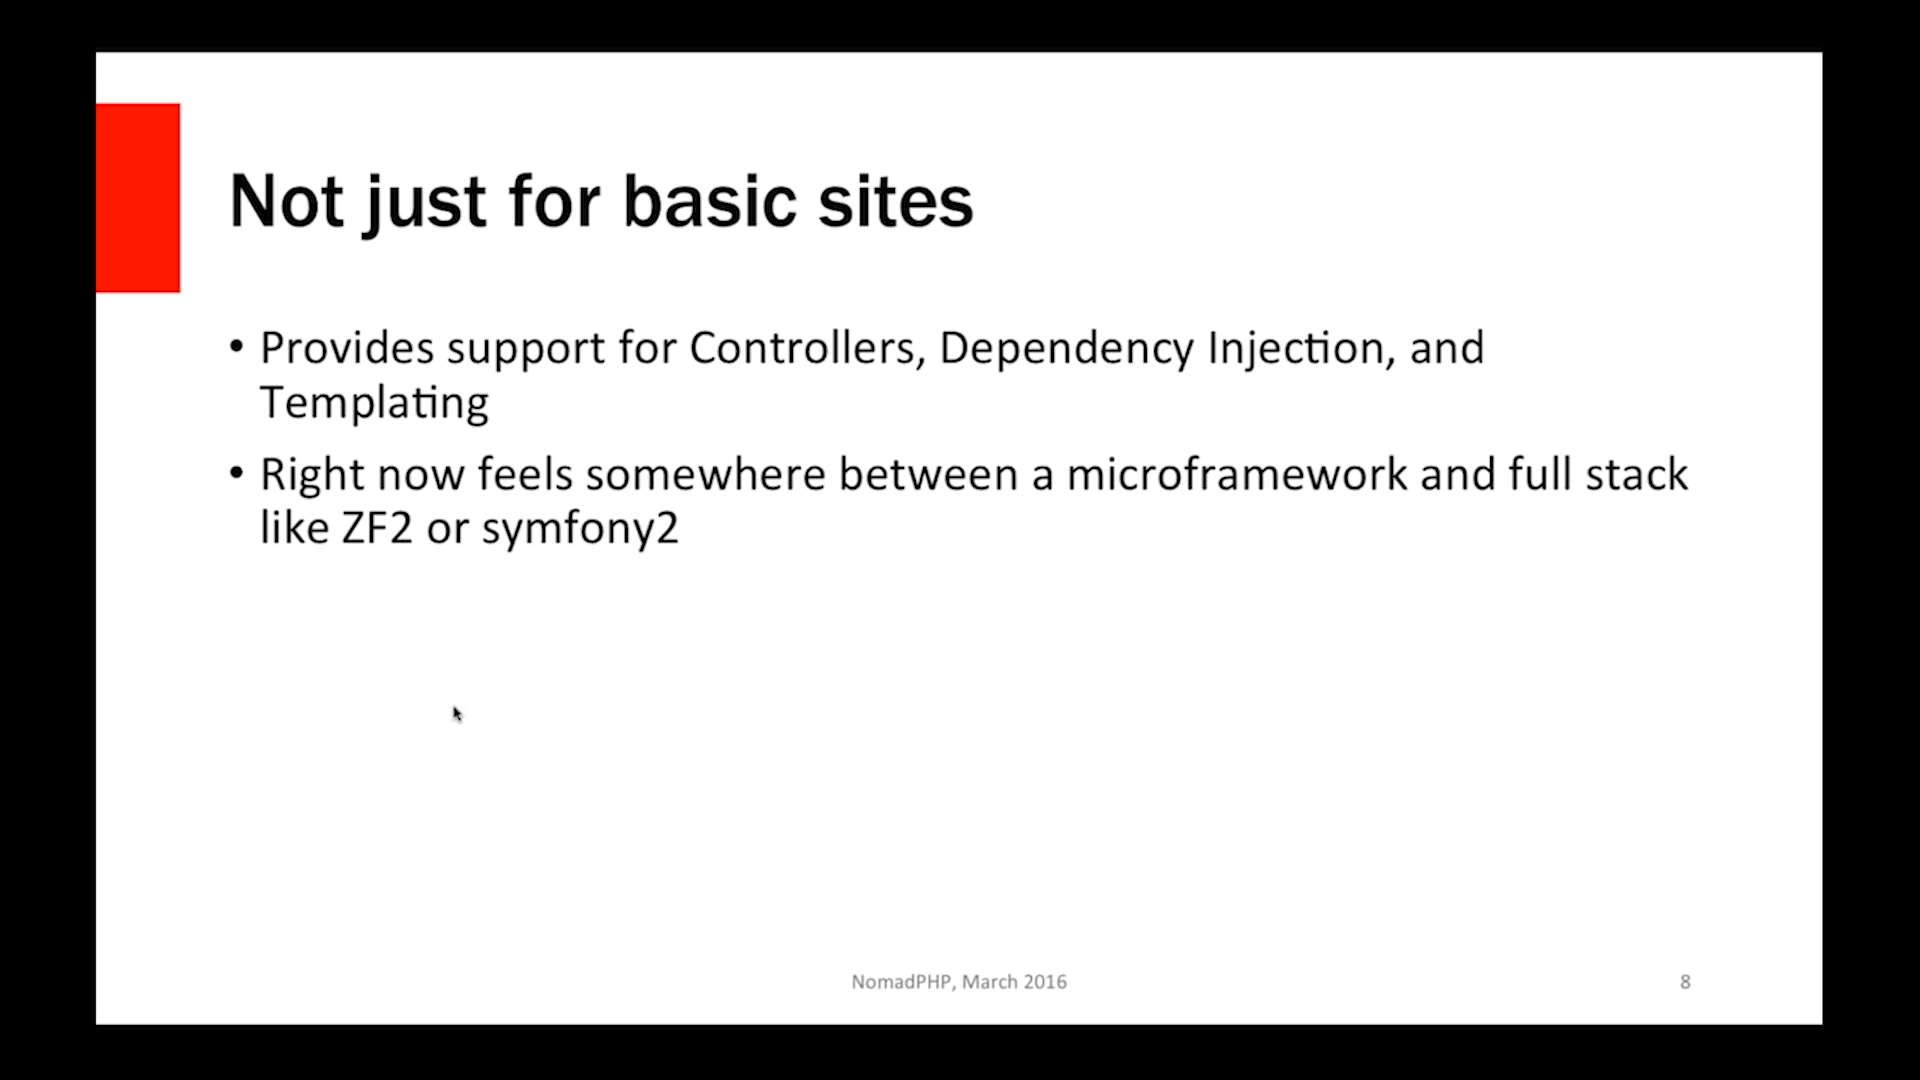 Not just for basic sites
• Provides support for Controllers, Dependency Injection, and
Templating
• Right now feels somewhere between a microframework and full stack
like ZF2 or symfony2
NomadPHP, March 2016
8